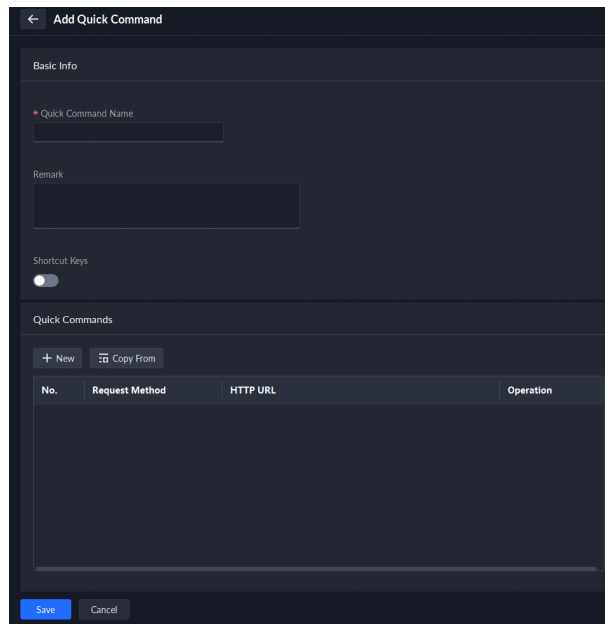 Add Quick Command
Basic Info
* Quick Command Name
Remark
Shortcut Keys
Quick Commands
+ New Copy From
No. Request Method HTTP URL Operation
Save Cancel